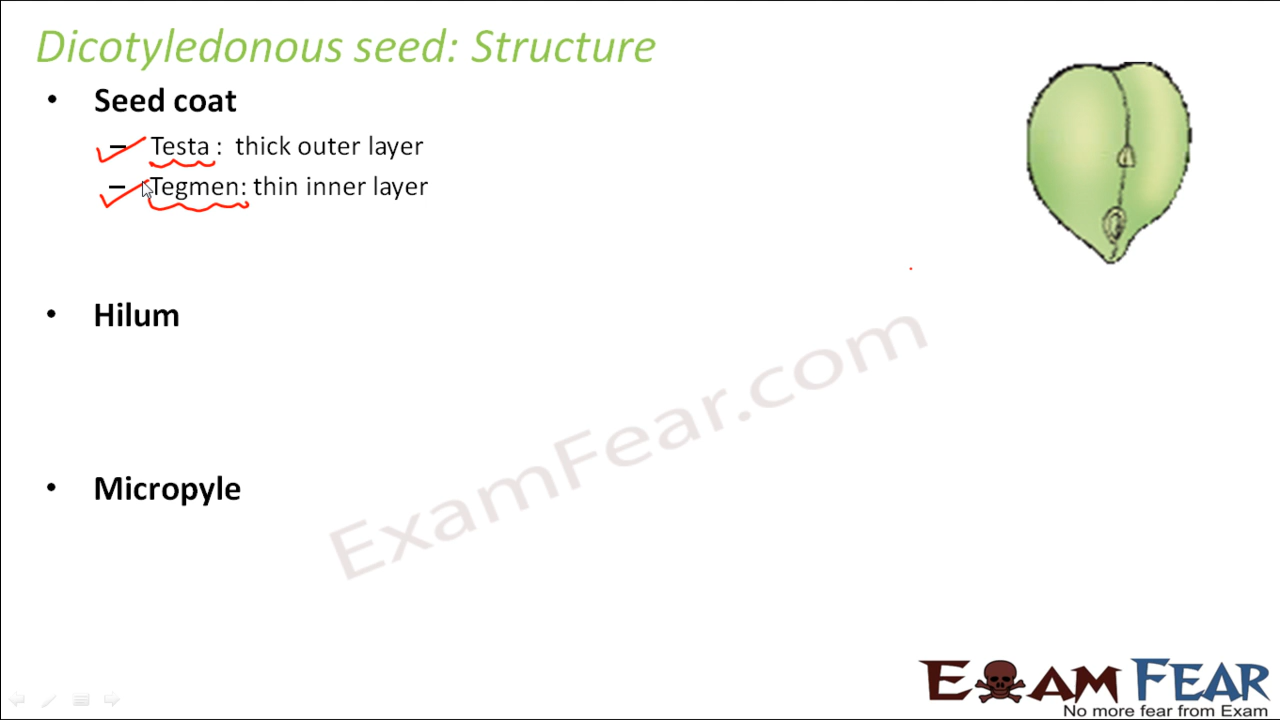 Dicotyledonous seed: Structure
• Seed coat
– Testa : thick outer layer
– Tegmen: thin inner layer
• Hilum
• Micropyle
ExamFear.com
EXAM FEAR
No more fear from Exam